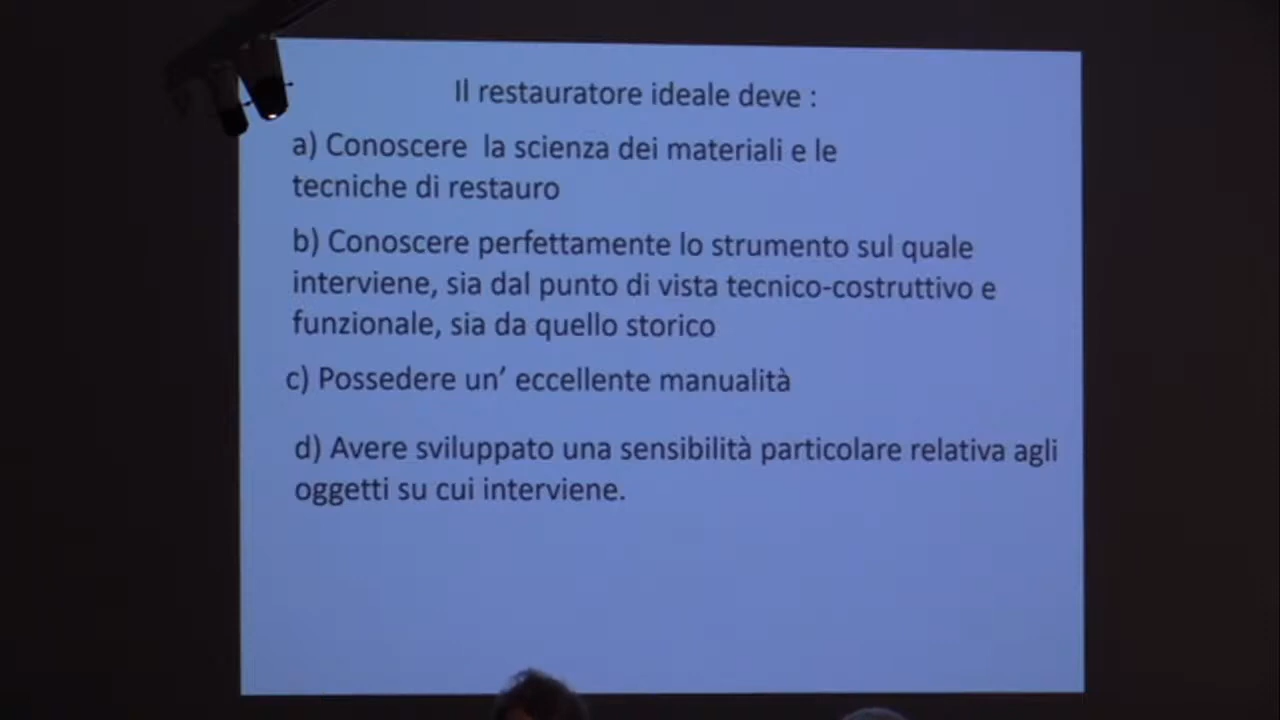 Il restauratore ideale deve :
a) Conoscere la scienza dei materiali e le
tecniche di restauro
b) Conoscere perfettamente lo strumento sul quale
interviene, sia dal punto di vista tecnico-costruttivo e
funzionale, sia da quello storico
c) Possedere un’ eccellente manualità
d) Avere sviluppato una sensibilità particolare relativa agli
oggetti su cui interviene.